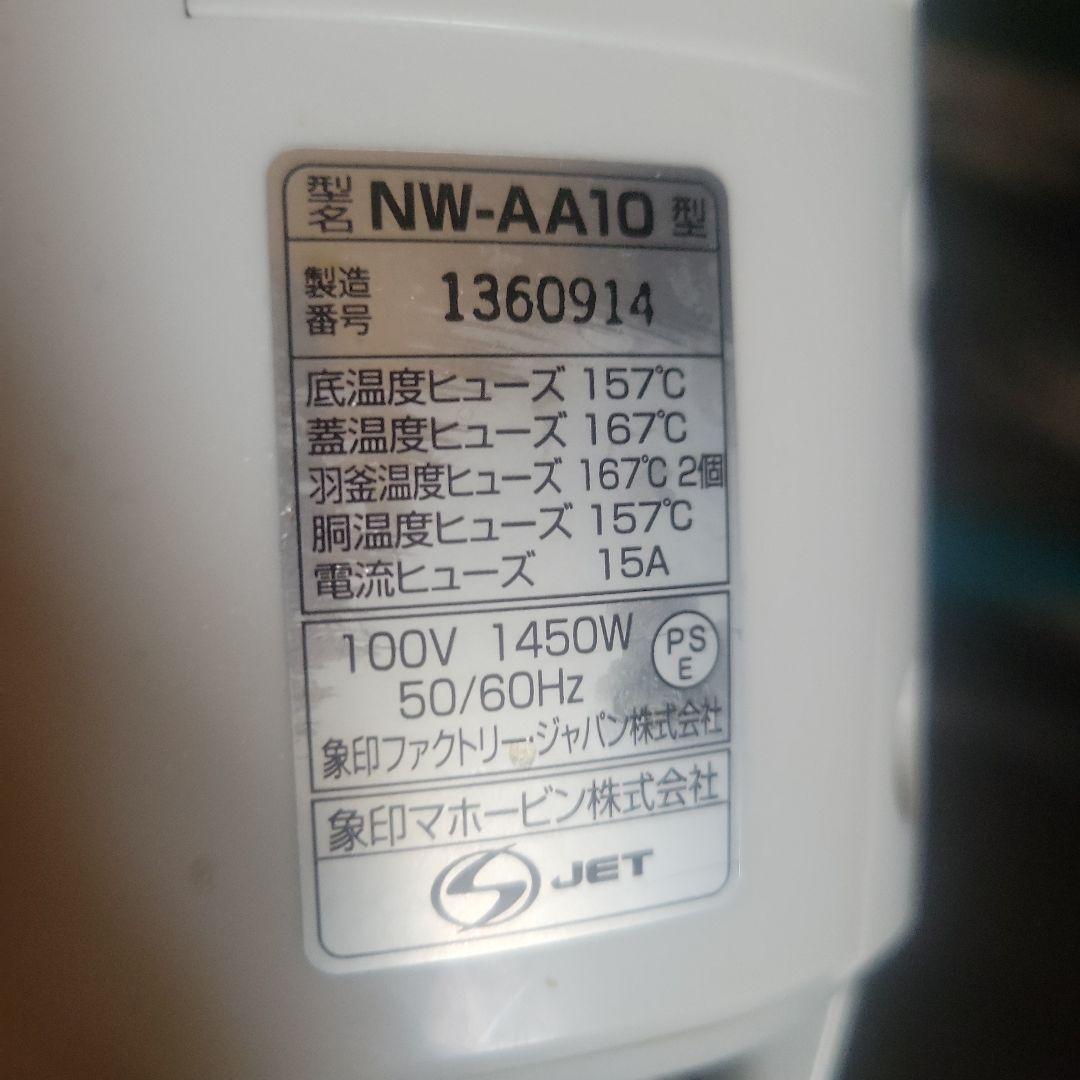 型名 NW-AA10 型
製造番号 1360914
底温度ヒューズ 157℃
蓋温度ヒューズ 167℃
羽釜温度ヒューズ 167℃ 2個
胴温度ヒューズ 157℃
電流ヒューズ 15A
100V 1450W
50/60Hz
PSE
象印ファクトリー・ジャパン株式会社
象印マホービン株式会社
JET